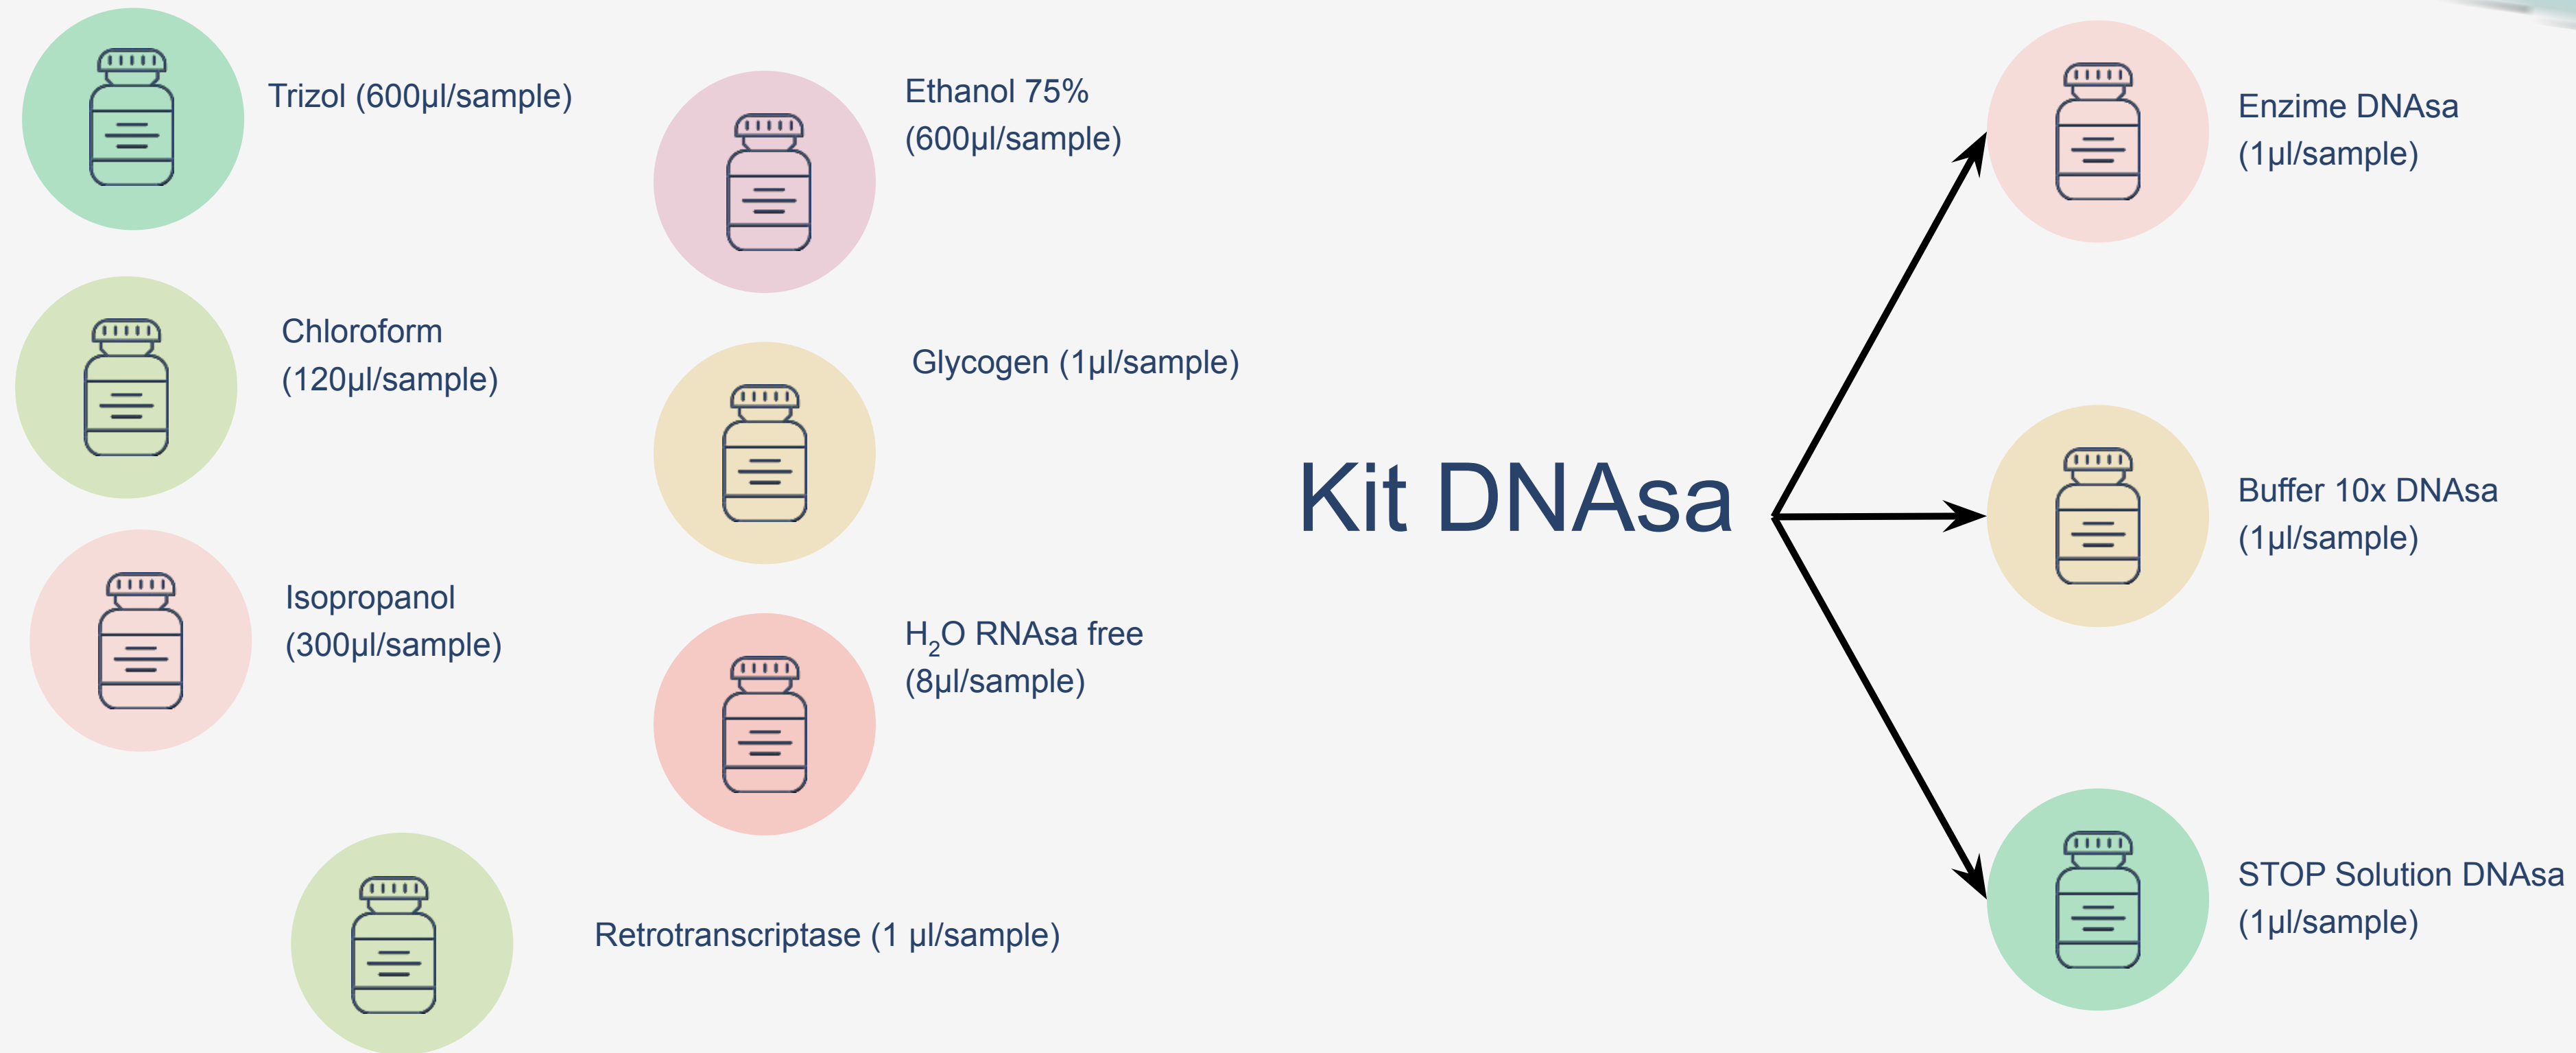 Trizol (600µl/sample)
Chloroform
(120µl/sample)
Isopropanol
(300µl/sample)
Ethanol 75%
(600µl/sample)
Glycogen (1µl/sample)
H₂O RNAsa free
(8µl/sample)
Retrotranscriptase (1 µl/sample)
Kit DNAsa
Enzime DNAsa
(1µl/sample)
Buffer 10x DNAsa
(1µl/sample)
STOP Solution DNAsa
(1µl/sample)